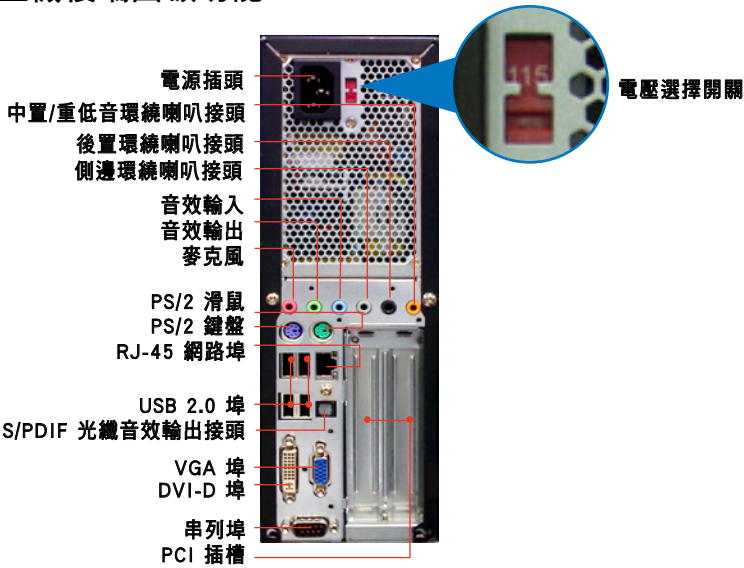 115
電壓選擇開關
電源插頭
中置/重低音環繞喇叭接頭
後置環繞喇叭接頭
側邊環繞喇叭接頭
音效輸入
音效輸出
麥克風
PS/2 滑鼠
PS/2 鍵盤
RJ-45 網路埠
USB 2.0 埠
S/PDIF 光纖音效輸出接頭
VGA 埠
DVI-D 埠
串列埠
PCI 插槽